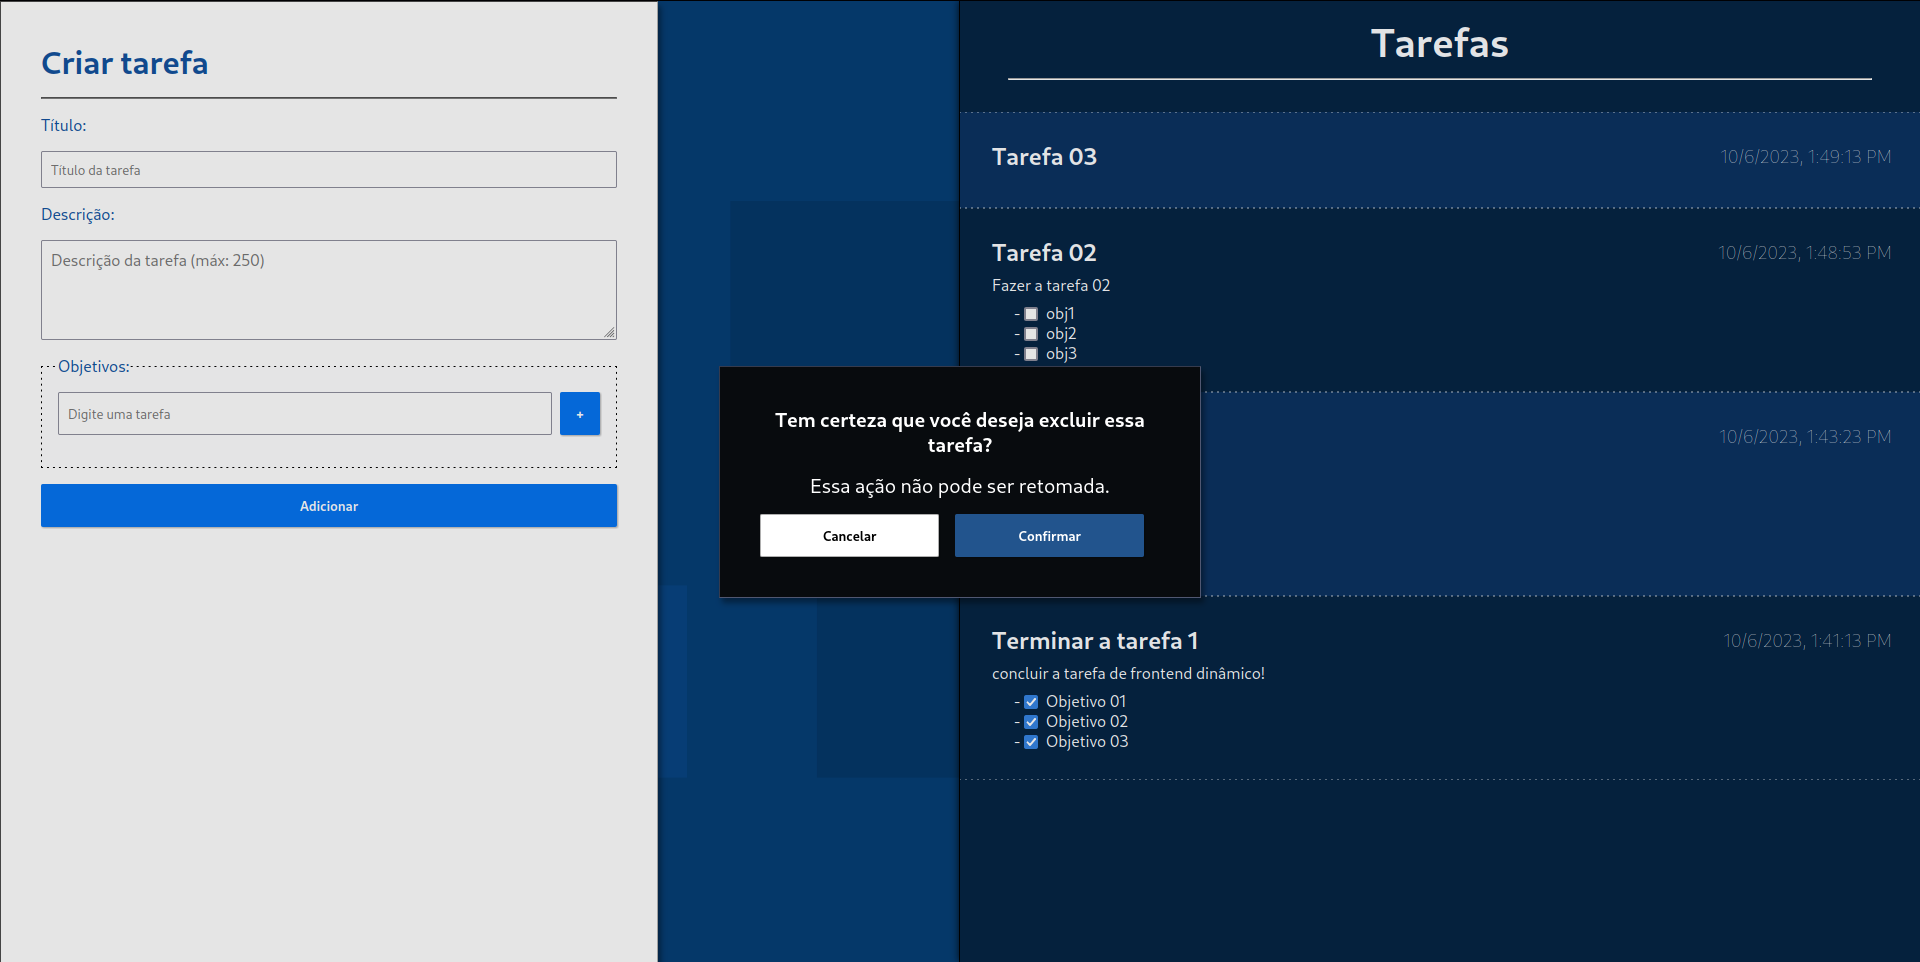 Criar tarefa
Título:
Título da tarefa
Descrição:
Descrição da tarefa (máx: 250)
Objetivos:
Digite uma tarefa
+
Adicionar
Tarefas
Tarefa 03
10/6/2023, 1:49:13 PM
Tarefa 02
10/6/2023, 1:48:53 PM
Fazer a tarefa 02
- obj1
- obj2
- obj3
10/6/2023, 1:43:23 PM
Tem certeza que você deseja excluir essa
tarefa?
Essa ação não pode ser retomada.
Cancelar
Confirmar
Terminar a tarefa 1
10/6/2023, 1:41:13 PM
concluir a tarefa de frontend dinâmico!
- Objetivo 01
- Objetivo 02
- Objetivo 03